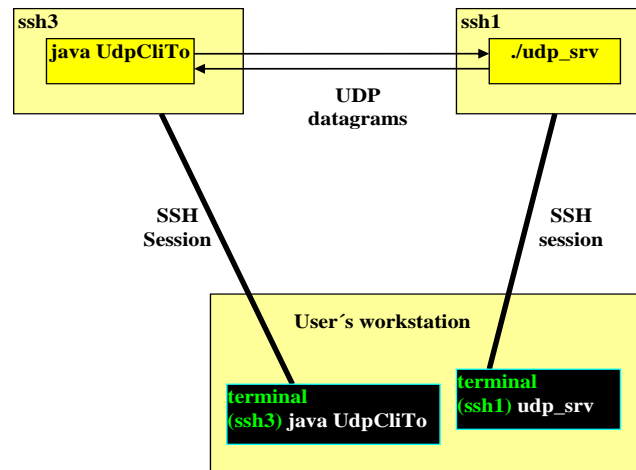 ssh3
java UdpCliTo
ssh1
./udp_srv
UDP
datagrams
SSH
Session
SSH
session
User´s workstation
terminal
(ssh3) java UdpCliTo
terminal
(ssh1) udp_srv